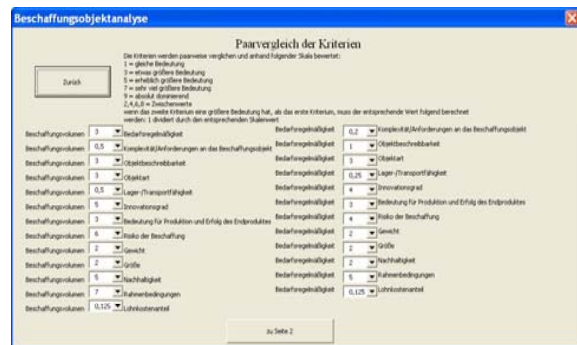 Beschaffungsobjektanalyse
Paarvergleich der Kriterien
Zurück
Die Kriterien werden paarweise verglichen und anhand folgender Skala bewertet:
1 = gleiche Bedeutung
3 = etwas größere Bedeutung
5 = erheblich größere Bedeutung
7 = sehr viel größere Bedeutung
9 = absolut dominierend
2,4,6,8 = Zwischenwerte
wenn das zweite Kriterium eine größere Bedeutung hat, als das erste Kriterium, muss der entsprechende Wert folgend berechnet
werden: 1 dividiert durch den entsprechenden Skalenwert
Beschaffungsvolumen 3 Bedarfsregelmäßigkeit
Beschaffungsvolumen 0,5 Komplexität/Anforderungen an das Beschaffungsobjekt
Beschaffungsvolumen 3 Objektbeschreibbarkeit
Beschaffungsvolumen 3 Objektart
Beschaffungsvolumen 0,5 Lager-/Transportfähigkeit
Beschaffungsvolumen 5 Innovationsgrad
Beschaffungsvolumen 3 Bedeutung für Produktion und Erfolg des Endproduktes
Beschaffungsvolumen 6 Risiko der Beschaffung
Beschaffungsvolumen 2 Gewicht
Beschaffungsvolumen 2 Größe
Beschaffungsvolumen 5 Nachhaltigkeit
Beschaffungsvolumen 7 Rahmenbedingungen
Beschaffungsvolumen 0,125 Lohnkostenanteil
Bedarfsregelmäßigkeit 0,2 Komplexität/Anforderungen an das Beschaffungsobjekt
Bedarfsregelmäßigkeit 1 Objektbeschreibbarkeit
Bedarfsregelmäßigkeit 3 Objektart
Bedarfsregelmäßigkeit 0,25 Lager-/Transportfähigkeit
Bedarfsregelmäßigkeit 4 Innovationsgrad
Bedarfsregelmäßigkeit 3 Bedeutung für Produktion und Erfolg des Endproduktes
Bedarfsregelmäßigkeit 4 Risiko der Beschaffung
Bedarfsregelmäßigkeit 2 Gewicht
Bedarfsregelmäßigkeit 2 Größe
Bedarfsregelmäßigkeit 2 Nachhaltigkeit
Bedarfsregelmäßigkeit 5 Rahmenbedingungen
Bedarfsregelmäßigkeit 0,125 Lohnkostenanteil
zu Seite 2